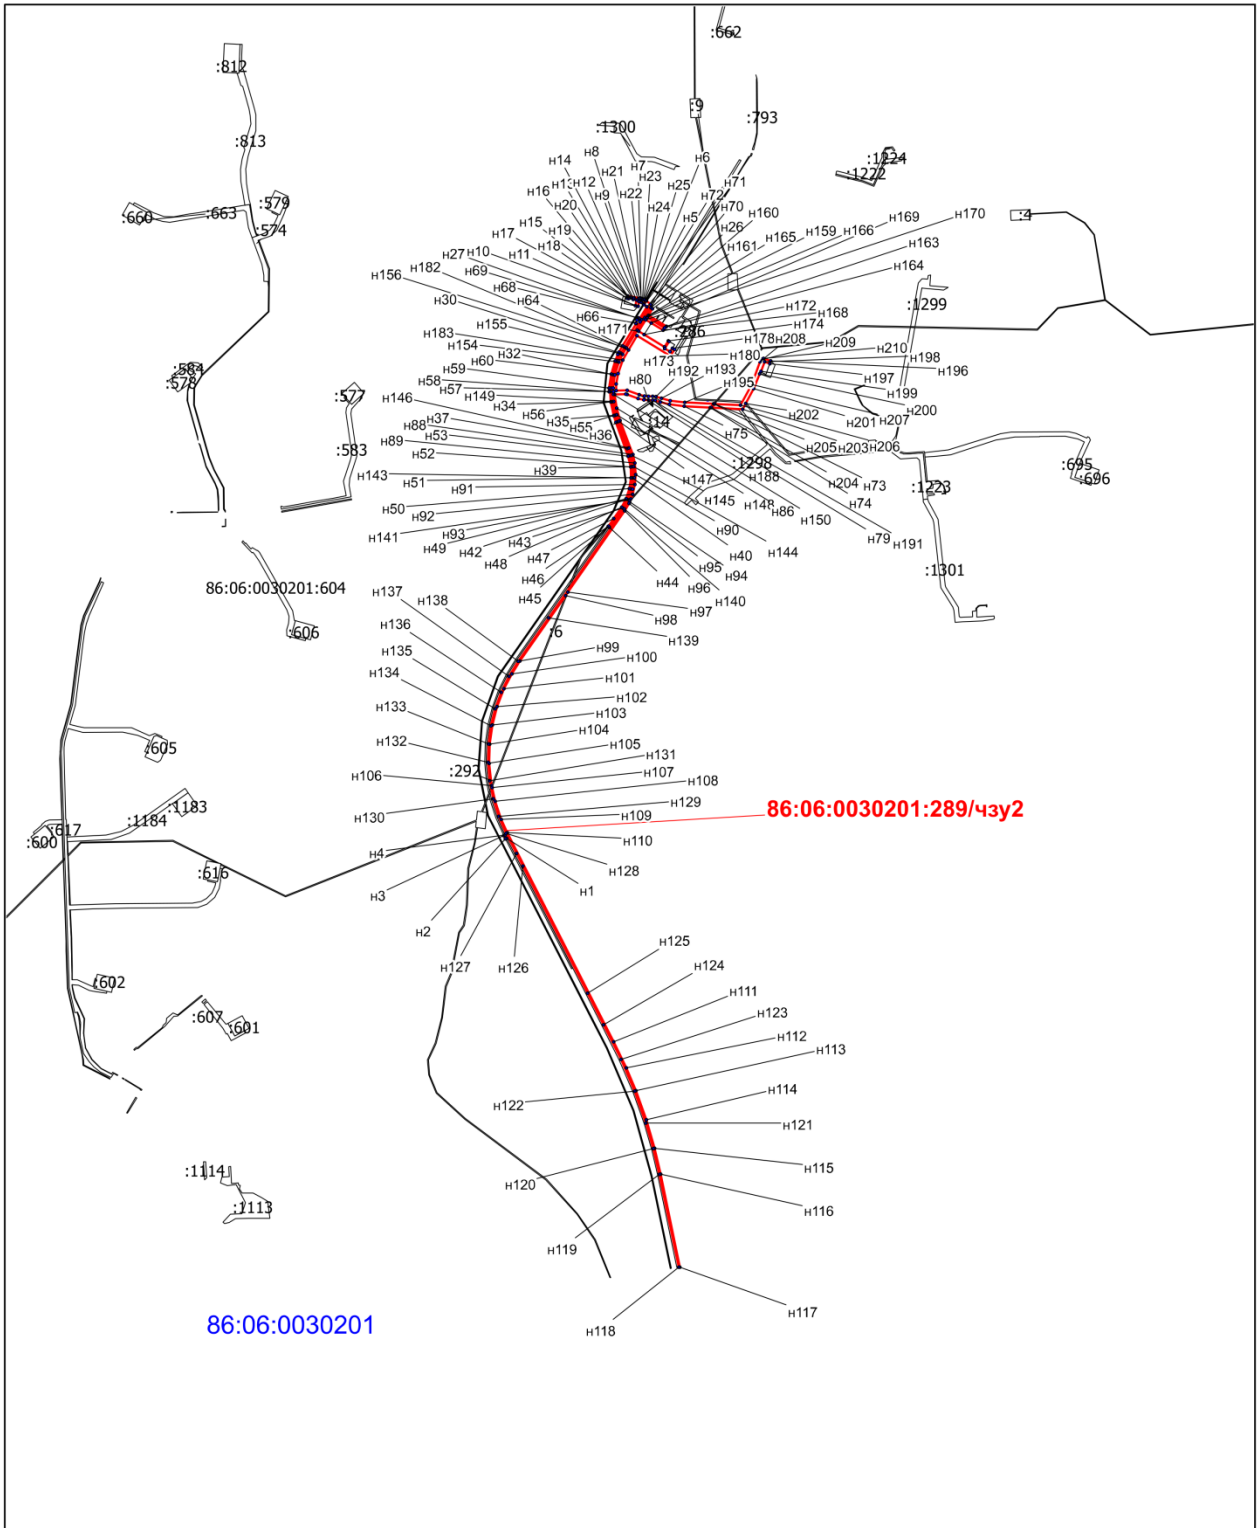 :662
:812
:9
:793
:1300
:813
:1224
:1222
н14
н8
н21
н7
н6
н23
н13
н12
н16
н9
н22
н25
н71
н72
н20
н24
н70
н5
н160
:579
:660
:663
:574
:4
н15
н19
н26
н159
н169
н170
н17
н18
н165
н166
н161
н163
н27
н10
н11
н182
н69
н164
н156
н68
н64
:1299
н30
н66
н172
н155
н171
:286
н168
н183
н174
н154
н178
н208
н209
н32
н173
н180
н210
н198
н60
н196
:584
:578
н59
н80
н192
н193
н197
н58
н195
н199
:577
н57
н146
н149
н202
н200
н34
н201
н207
н56
:14
н37
н35
н55
н75
н88
н36
н205
н203
н206
н53
:583
:1298
:695
н89
н188
н52
н39
н147
н204
н73
:696
н143
н51
:1223
н91
н145
н148
н74
н50
н86
н150
н92
н90
н141
н93
н144
н79
н191
н49
н43
н42
н40
н47
н95
н48
н94
н46
н44
н96
:1301
86:06:0030201:604
н137
н45
н140
н138
н97
н98
:606
:6
н136
н139
н99
н135
н100
н134
н101
н102
н133
н103
н104
н132
н105
:605
н131
:292
н106
н107
н108
:1183
н129
86:06:0030201:289/чзу2
:1184
н130
н109
:617
:600
н110
н4
н128
:616
н3
н1
н2
н125
н127
н126
н124
:602
н111
н123
:607
:601
н112
н113
н114
н122
н121
н115
:1114
н120
:1113
н116
н119
н117
86:06:0030201
н118